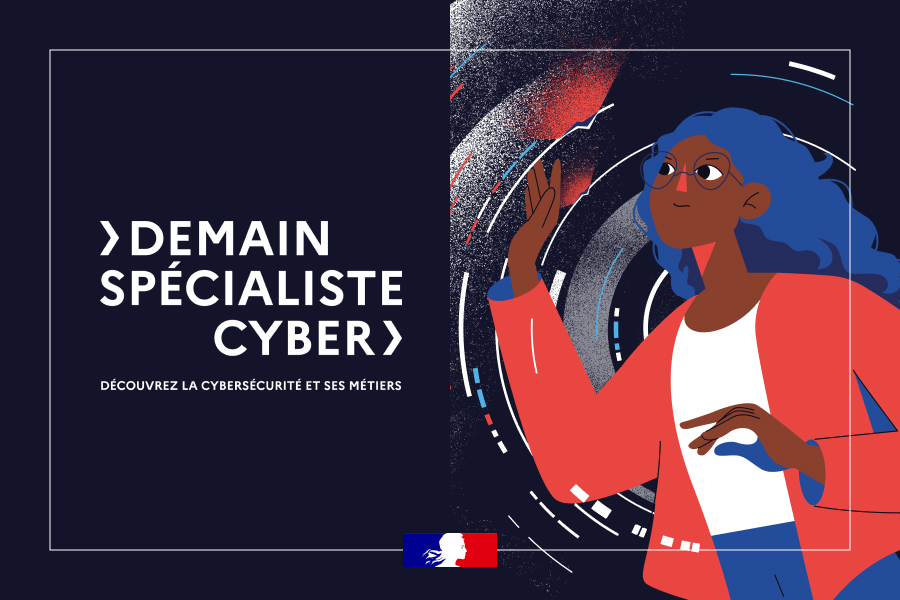 ❯DEMAIN
SPÉCIALISTE
CYBER❯
DÉCOUVREZ LA CYBERSÉCURITÉ ET SES MÉTIERS